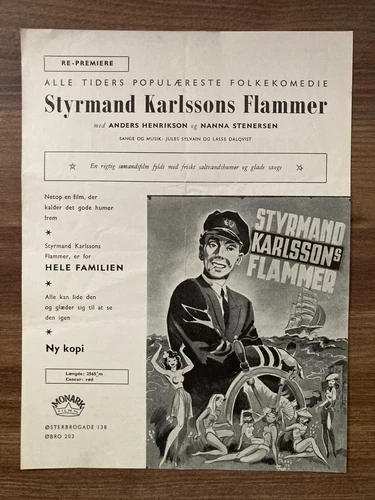 RE-PREMIERE
ALLE TIDERS POPULÆRESTE FOLKEKOMEDIE
Styrmand Karlssons Flammer
med ANDERS HENRIKSON og NANNA STENERSEN
SANGE OG MUSIK: JULES SYLVAIN OG LASSE DALQVIST
En rigtig sømandsfilm fyldt med friskt saltvandshumør og glade sange
Netop en film, der
kalder det gode humør
frem
Styrmand Karlssons
Flammer, er for
HELE FAMILIEN
Alle kan lide den
og glæder sig til at se
den igen
Ny kopi
Længde: 2565 m
Censur: rød
MONARK
FILM
ØSTERBROGADE 138
ØBRO 203
STYRMAND
KARLSSONS
FLAMMER